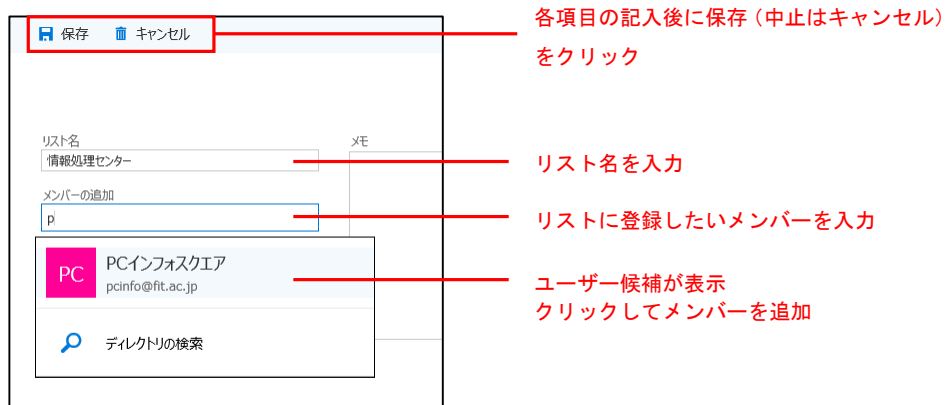 各項目の記入後に保存（中止はキャンセル）
をクリック
保存 キャンセル
リスト名
情報処理センター
メモ
リスト名を入力
メンバーの追加
p
リストに登録したいメンバーを入力
PC
PCインフォスクエア
pcinfo@fit.ac.jp
ユーザー候補が表示
クリックしてメンバーを追加
ディレクトリの検索